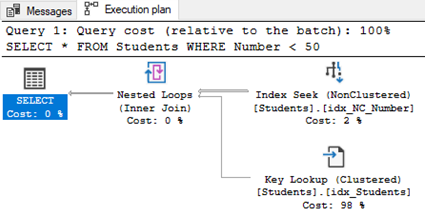 Messages Execution plan
Query 1: Query cost (relative to the batch): 100%
SELECT * FROM Students WHERE Number < 50
SELECT
Cost: 0 %
Nested Loops
(Inner Join)
Cost: 0 %
Index Seek (NonClustered)
[Students].[idx_NC_Number]
Cost: 2 %
Key Lookup (Clustered)
[Students].[idx_Students]
Cost: 98 %